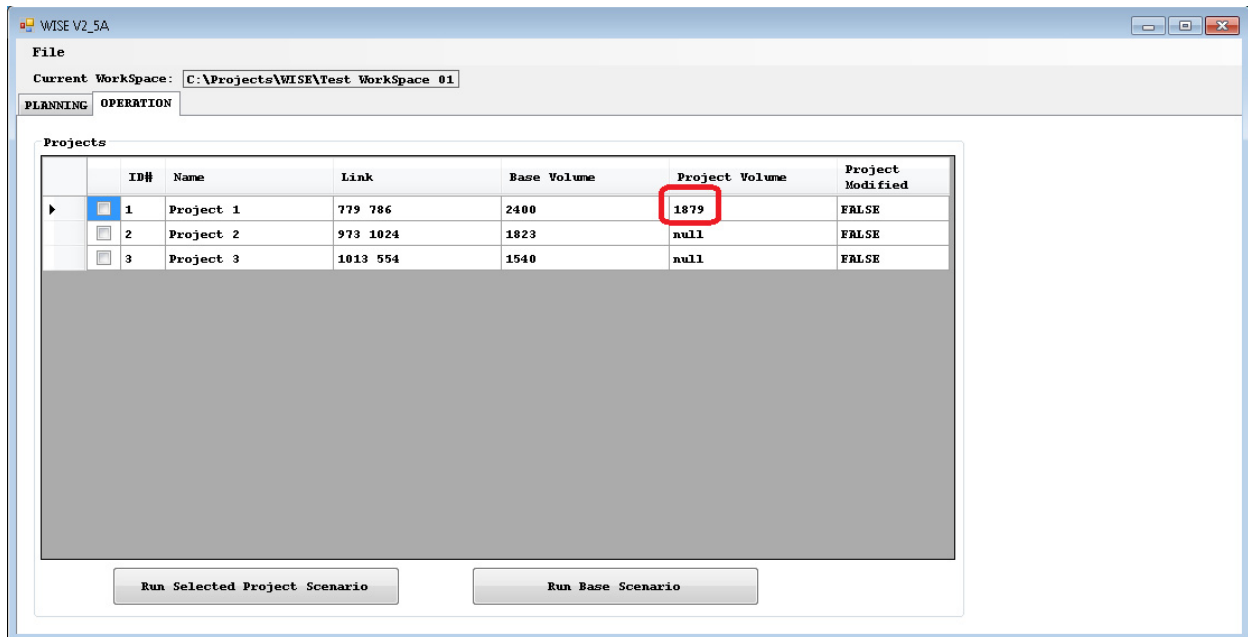 WISE V2_5A
File
Current WorkSpace: C:\Projects\WISE\Test WorkSpace 01
PLANNING OPERATION
Projects
ID# Name Link Base Volume Project Volume Project Modified
1 Project 1 779 786 2400 1879 FALSE
2 Project 2 973 1024 1823 null FALSE
3 Project 3 1013 554 1540 null FALSE
Run Selected Project Scenario Run Base Scenario